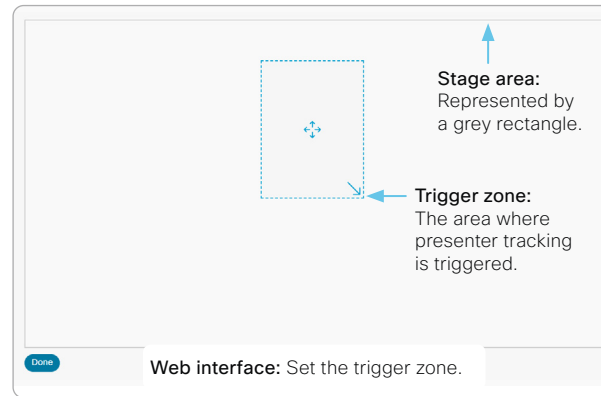 Stage area:
Represented by
a grey rectangle.
Trigger zone:
The area where
presenter tracking
is triggered.
Done
Web interface: Set the trigger zone.